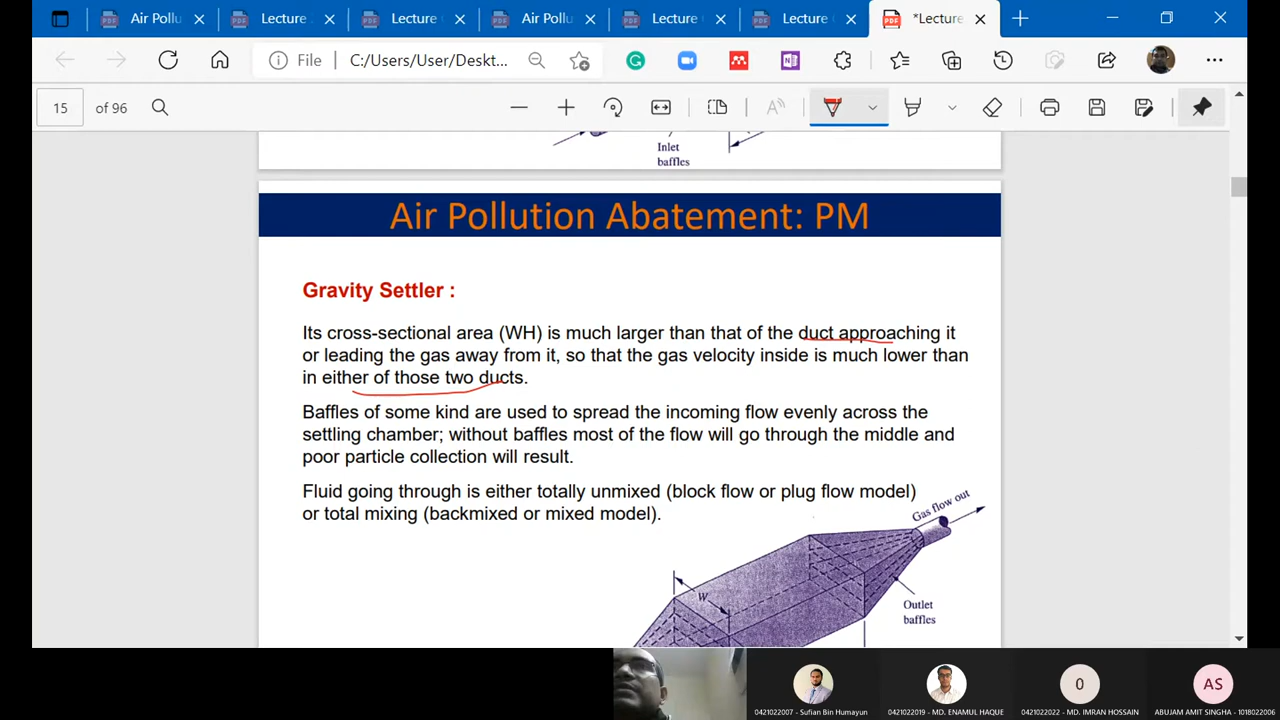 Air Pollu
Lecture 2
Lecture (
Air Pollu
Lecture (
Lecture (
*Lecture
File
C:/Users/User/Deskt...
15
of 96
Inlet
baffles
Air Pollution Abatement: PM
Gravity Settler :
Its cross-sectional area (WH) is much larger than that of the duct approaching it
or leading the gas away from it, so that the gas velocity inside is much lower than
in either of those two ducts.
Baffles of some kind are used to spread the incoming flow evenly across the
settling chamber; without baffles most of the flow will go through the middle and
poor particle collection will result.
Fluid going through is either totally unmixed (block flow or plug flow model)
or total mixing (backmixed or mixed model).
Gas flow out
W
Outlet
baffles
0
AS
0421022007 - Sufian Bin Humayun
0421022019 - MD. ENAMUL HAQUE
0421022022 - MD. IMRAN HOSSAIN
ABUJAM AMIT SINGHA - 1018022006